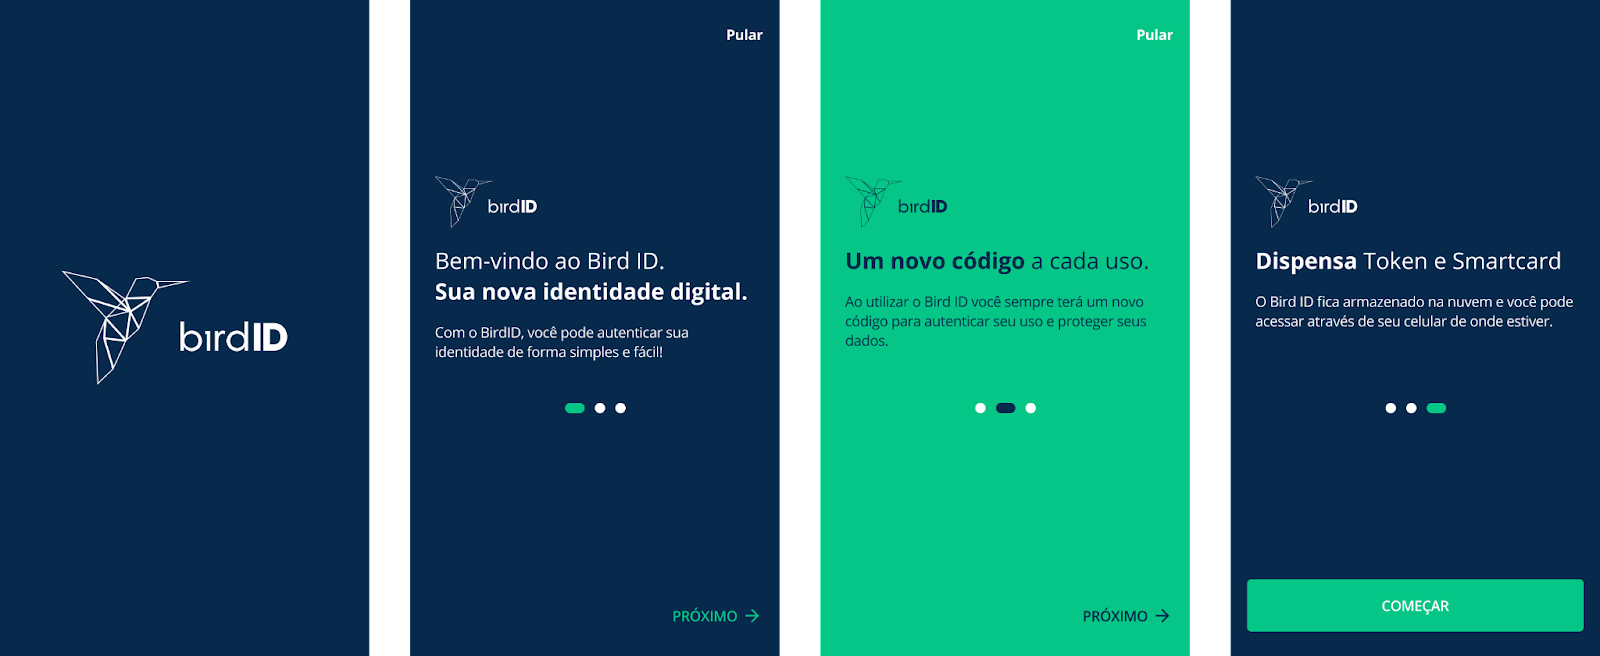 birdID
Pular
birdID
Bem-vindo ao Bird ID.
Sua nova identidade digital.
Com o BirdID, você pode autenticar sua
identidade de forma simples e fácil!
PRÓXIMO
Pular
birdID
Um novo código a cada uso.
Ao utilizar o Bird ID você sempre terá um novo
código para autenticar seu uso e proteger seus
dados.
PRÓXIMO
birdID
Dispensa Token e Smartcard
O Bird ID fica armazenado na nuvem e você pode
acessar através de seu celular de onde estiver.
COMEÇAR